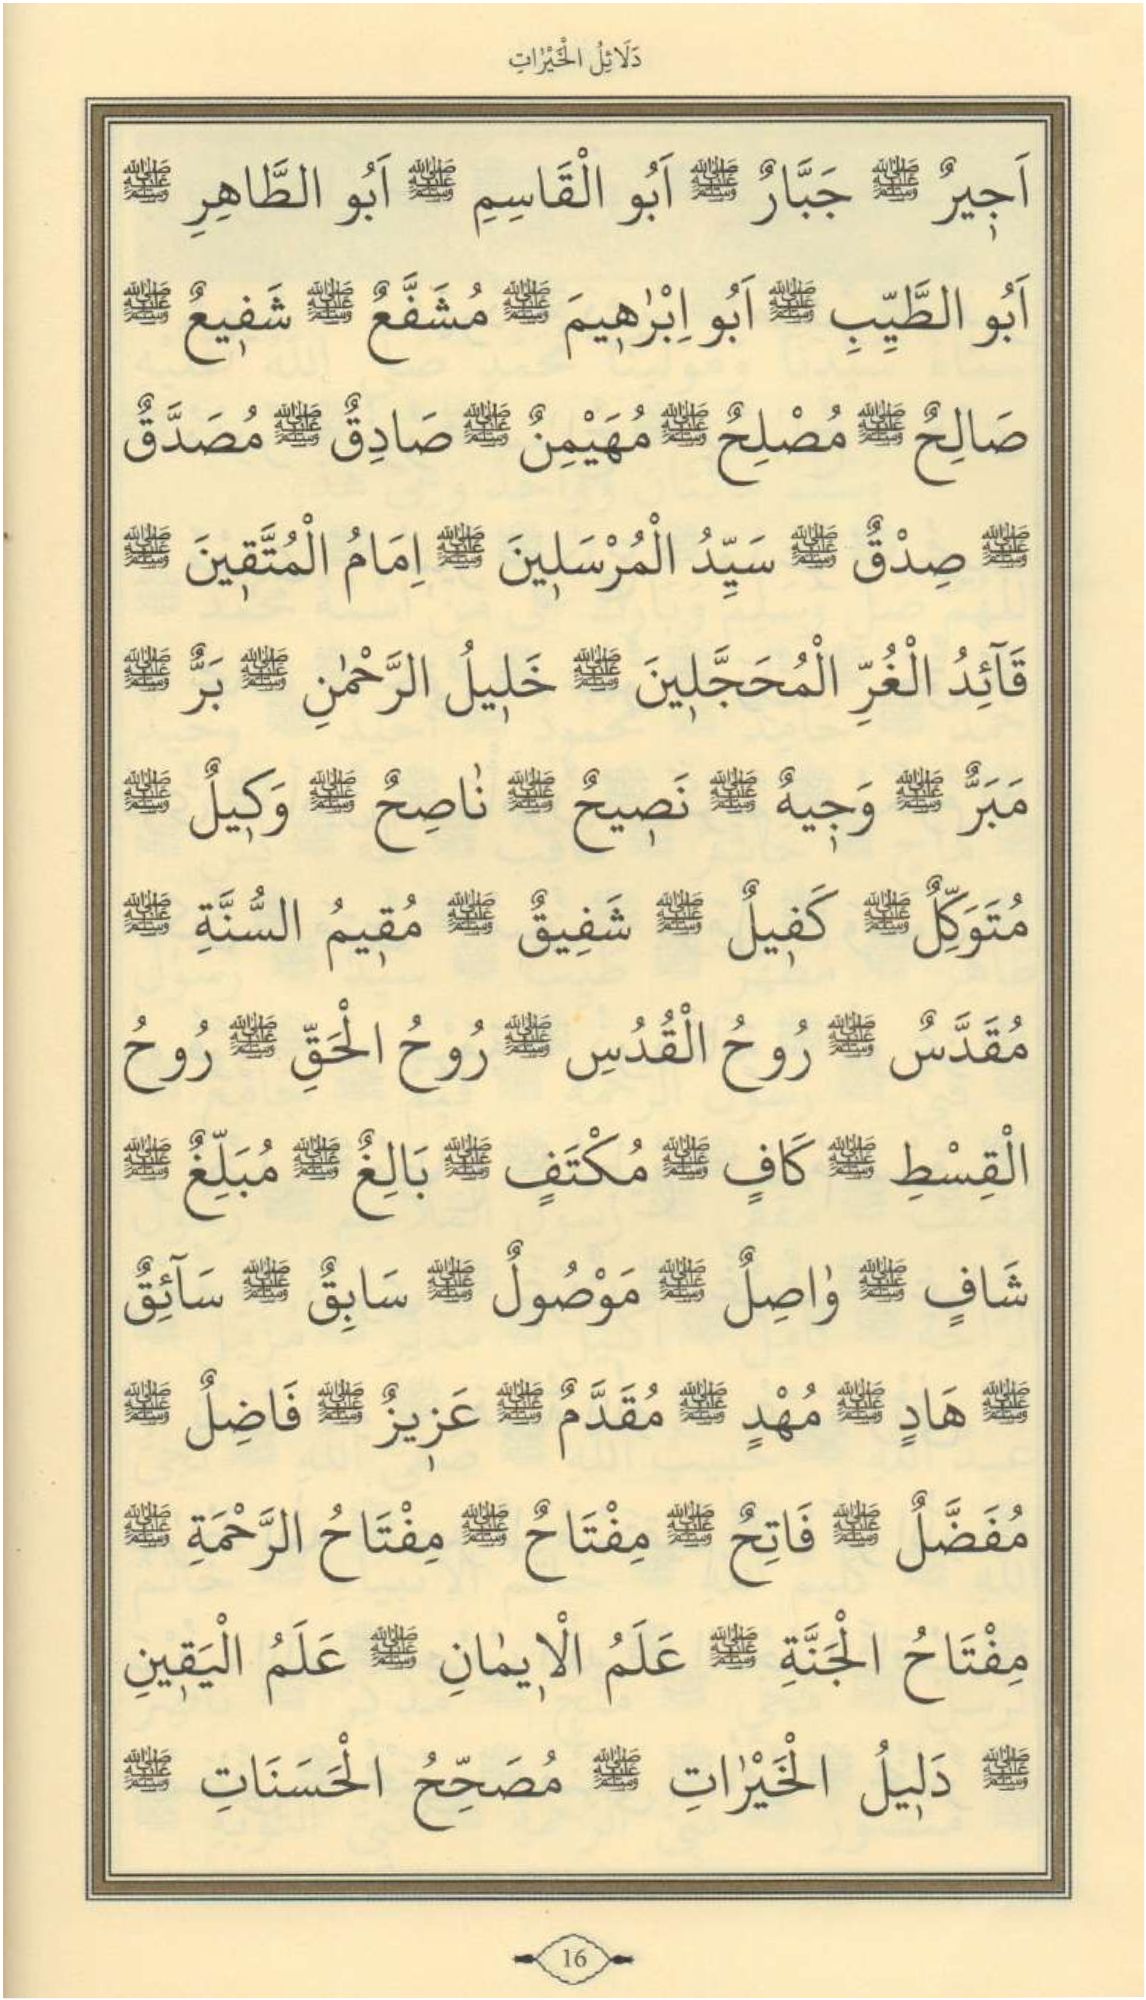 دَلَائِلُ الْخَيْرَاتِ
اَجٖيرٌ ﷺ جَبَّارٌ ﷺ اَبُو الْقَاسِمِ ﷺ اَبُو الطَّاهِرِ ﷺ
اَبُو الطَّيِّبِ ﷺ اَبُو اِبْرٰهٖيمَ ﷺ مُشَفَّعٌ ﷺ شَفٖيعٌ ﷺ
صَالِحٌ ﷺ مُصْلِحٌ ﷺ مُهَيْمِنٌ ﷺ صَادِقٌ ﷺ مُصَدَّقٌ
ﷺ صِدْقٌ ﷺ سَيِّدُ الْمُرْسَلٖينَ ﷺ اِمَامُ الْمُتَّقٖينَ ﷺ
قَآئِدُ الْغُرِّ الْمُحَجَّلٖينَ ﷺ خَلٖيلُ الرَّحْمٰنِ ﷺ بَرٌّ ﷺ
مَبَرٌّ ﷺ وَجٖيهٌ ﷺ نَصٖيحٌ ﷺ نٰاصِحٌ ﷺ وَكٖيلٌ ﷺ
مُتَوَكِّلٌ ﷺ كَفٖيلٌ ﷺ شَفِيقٌ ﷺ مُقٖيمُ السُّنَّةِ ﷺ
مُقَدَّسٌ ﷺ رُوحُ الْقُدُسِ ﷺ رُوحُ الْحَقِّ ﷺ رُوحُ
الْقِسْطِ ﷺ كَافٍ ﷺ مُكْتَفٍ ﷺ بَالِغٌ ﷺ مُبَلِّغٌ ﷺ
شَافٍ ﷺ وٰاصِلٌ ﷺ مَوْصُولٌ ﷺ سَابِقٌ ﷺ سَآئِقٌ
ﷺ هَادٍ ﷺ مُهْدٍ ﷺ مُقَدَّمٌ ﷺ عَزٖيزٌ ﷺ فَاضِلٌ ﷺ
مُفَضَّلٌ ﷺ فَاتِحٌ ﷺ مِفْتَاحٌ ﷺ مِفْتَاحُ الرَّحْمَةِ ﷺ
مِفْتَاحُ الْجَنَّةِ ﷺ عَلَمُ الْاٖيمٰانِ ﷺ عَلَمُ الْيَقٖينِ
ﷺ دَلٖيلُ الْخَيْرٰاتِ ﷺ مُصَحِّحُ الْحَسَنَاتِ ﷺ
16